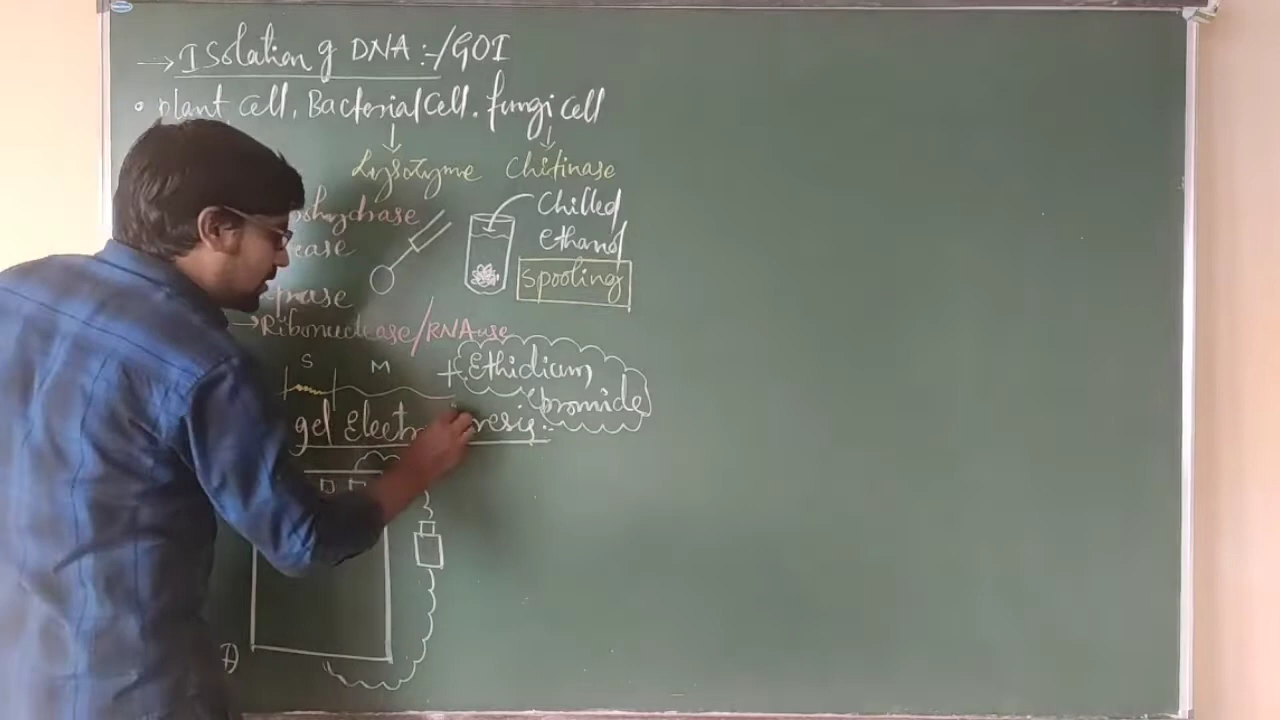 → Isolation of DNA :-/GOI
• plant cell, Bacterial Cell. fungi cell
Lysozyme Chitinase
Chilled
Ethanol
Spooling
→ Ribonuclease/RNAase
S M + Ethidium
bromide
gel